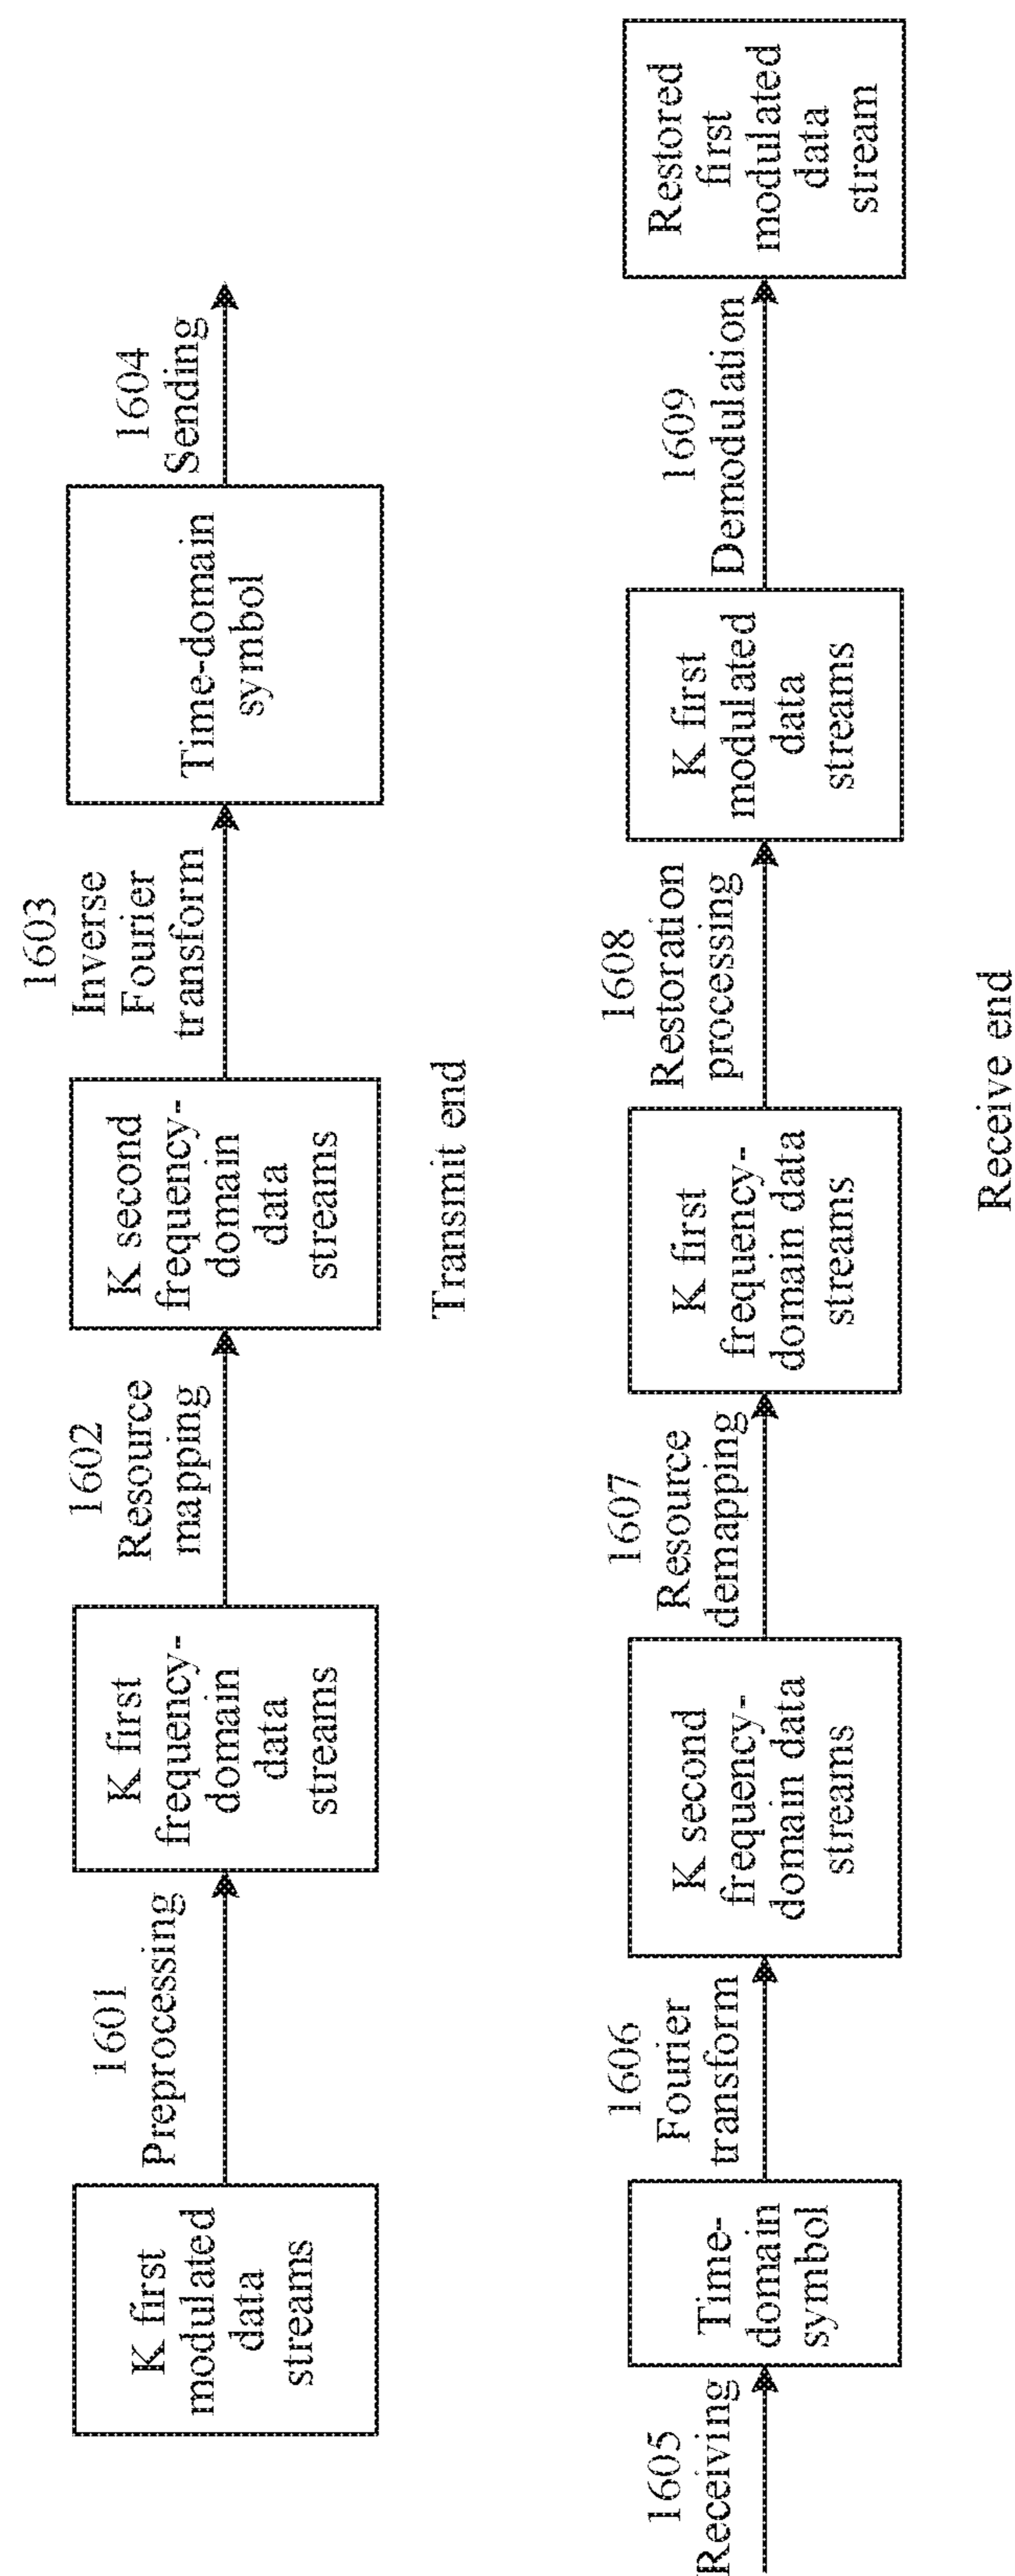 K first
modulated
data
streams
1601
Preprocessing
K first
frequency-
domain
data
streams
1602
Resource
mapping
K second
frequency-
domain
data
streams
1603
Inverse
Fourier
transform
Time-domain
symbol
1604
Sending
Transmit end
1605
Receiving
Time-
domain
symbol
1606
Fourier
transform
K second
frequency-
domain data
streams
1607
Resource
demapping
K first
frequency-
domain data
streams
1608
Restoration
processing
K first
modulated
data
streams
1609
Demodulation
Restored
first
modulated
data
stream
Receive end